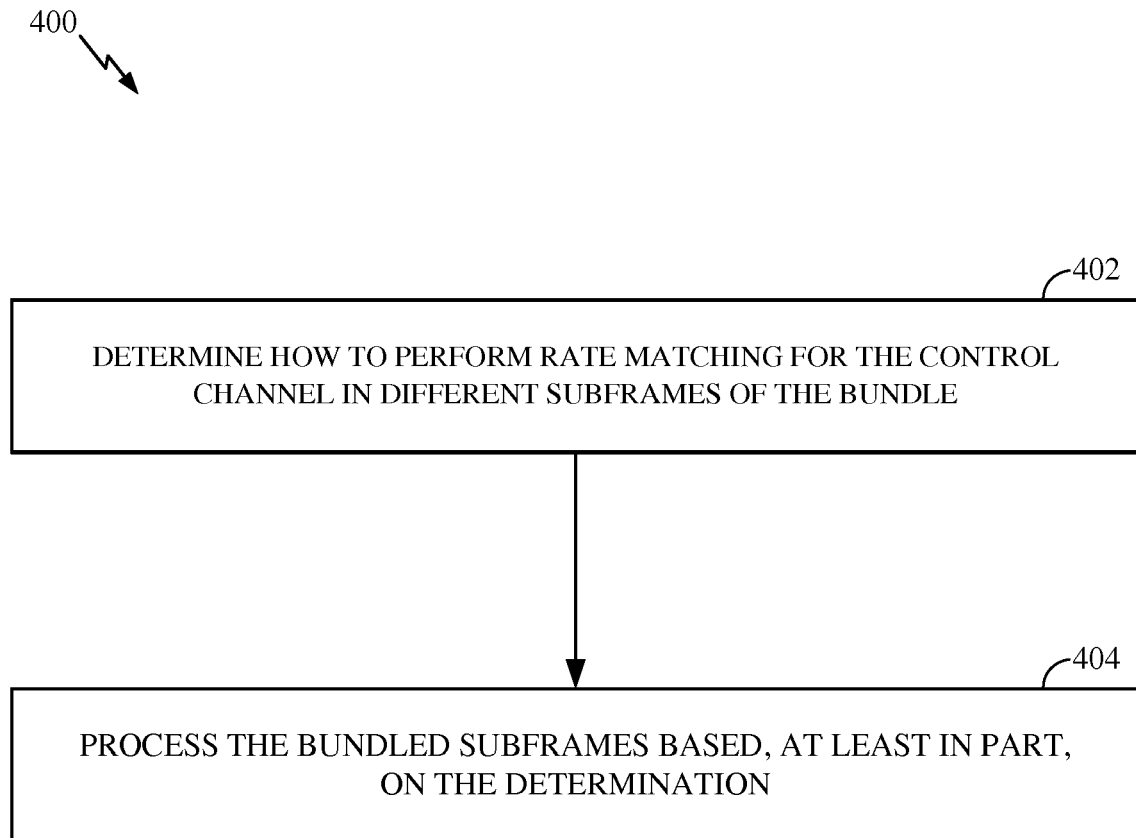 400
402
DETERMINE HOW TO PERFORM RATE MATCHING FOR THE CONTROL
CHANNEL IN DIFFERENT SUBFRAMES OF THE BUNDLE
404
PROCESS THE BUNDLED SUBFRAMES BASED, AT LEAST IN PART,
ON THE DETERMINATION